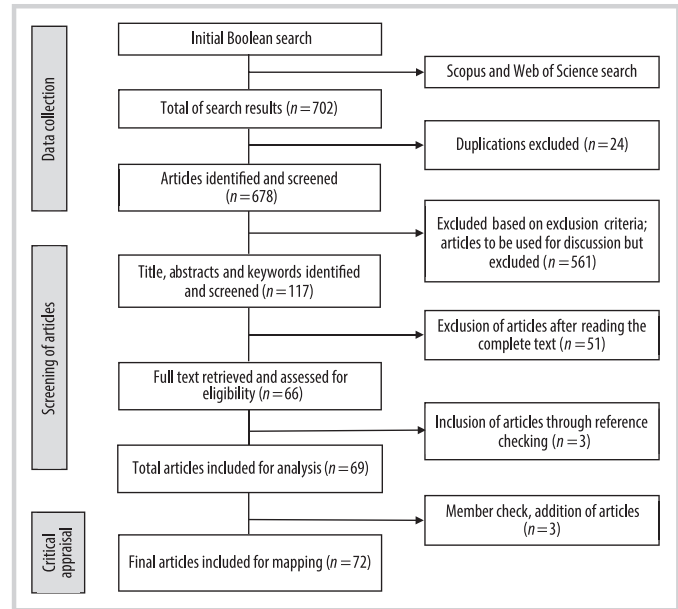 Data collection
Initial Boolean search
Scopus and Web of Science search
Total of search results (n=702)
Duplications excluded (n=24)
Articles identified and screened
(n=678)
Excluded based on exclusion criteria;
articles to be used for discussion but
excluded (n=561)
Screening of articles
Title, abstracts and keywords identified
and screened (n=117)
Exclusion of articles after reading the
complete text (n=51)
Full text retrieved and assessed for
eligibility (n=66)
Inclusion of articles through reference
checking (n=3)
Total articles included for analysis (n=69)
Critical
appraisal
Member check, addition of articles
(n=3)
Final articles included for mapping (n=72)